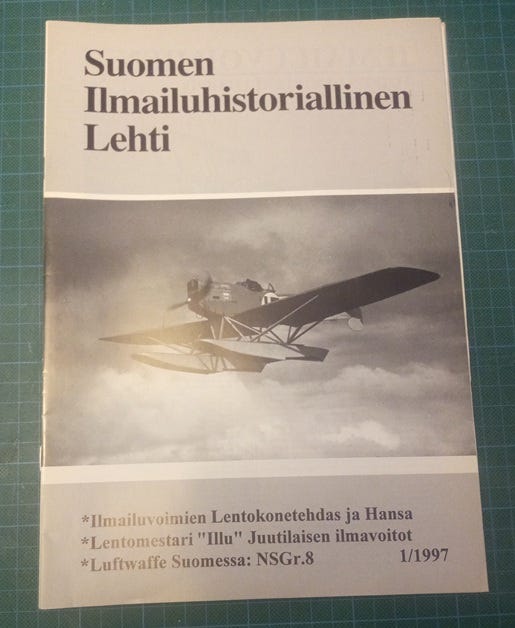 Suomen
Ilmailuhistoriallinen
Lehti
*Ilmailuvoimien Lentokonetehdas ja Hansa
*Lentomestari "Illu" Juutilaisen ilmavoitot
*Luftwaffe Suomessa: NSGr.8 1/1997